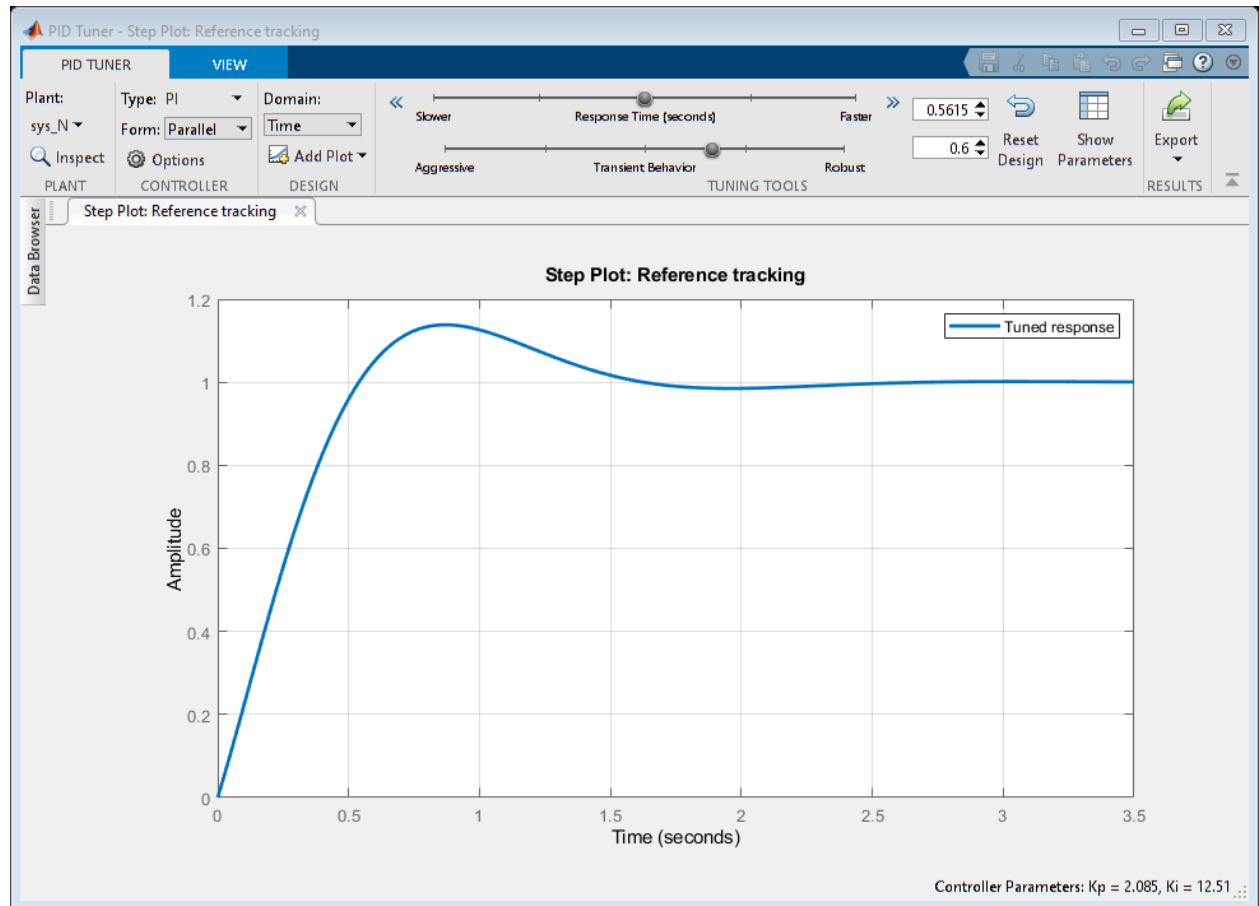 PID Tuner - Step Plot: Reference tracking
PID TUNER
VIEW
Plant:
sys_N
Inspect
PLANT
Type: PI
Form: Parallel
Options
CONTROLLER
Domain:
Time
Add Plot
DESIGN
Slower
Response Time (seconds)
Faster
0.5615
Aggressive
Transient Behavior
Robust
0.6
TUNING TOOLS
Reset
Design
Show
Parameters
Export
RESULTS
Data Browser
Step Plot: Reference tracking
Step Plot: Reference tracking
Tuned response
Amplitude
1.2
1
0.8
0.6
0.4
0.2
0
0 0.5 1 1.5 2 2.5 3 3.5
Time (seconds)
Controller Parameters: Kp = 2.085, Ki = 12.51